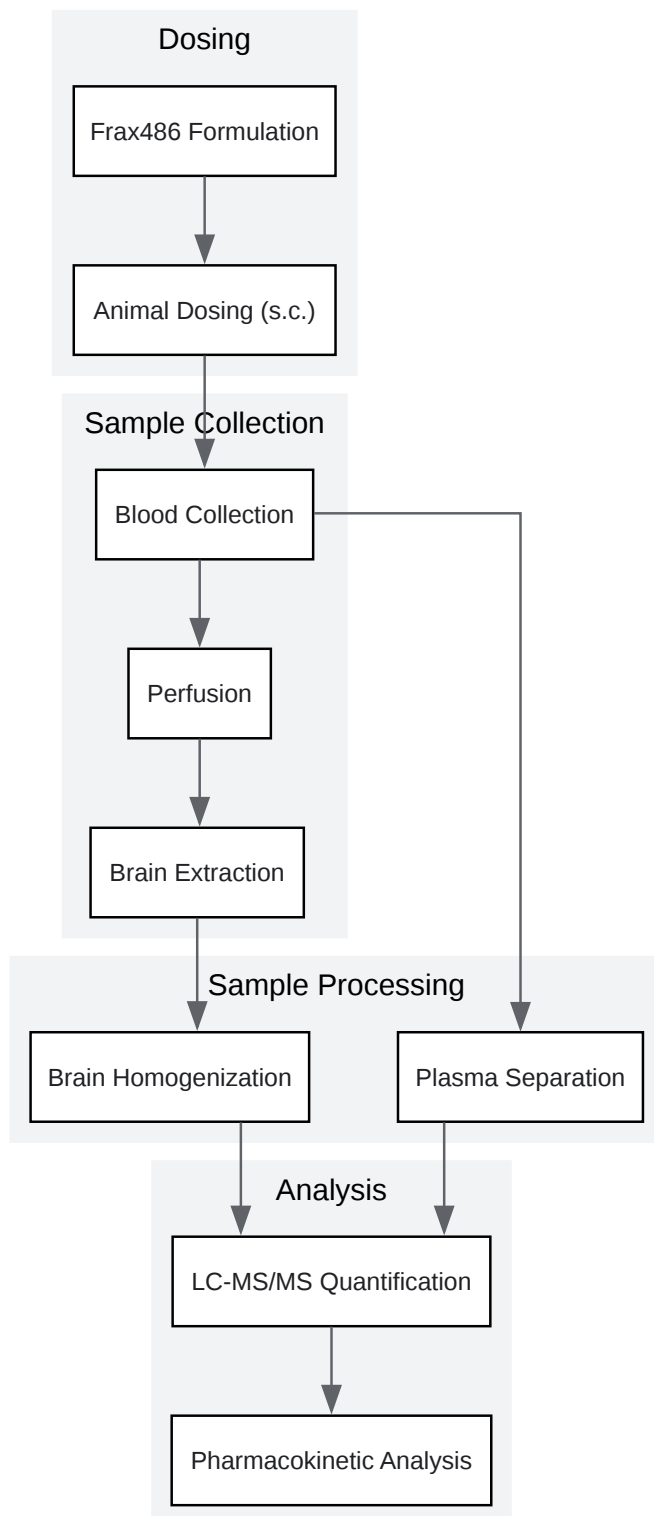 Dosing
Frax486 Formulation
Animal Dosing (s.c.)
Sample Collection
Blood Collection
Perfusion
Brain Extraction
Sample Processing
Brain Homogenization
Plasma Separation
Analysis
LC-MS/MS Quantification
Pharmacokinetic Analysis